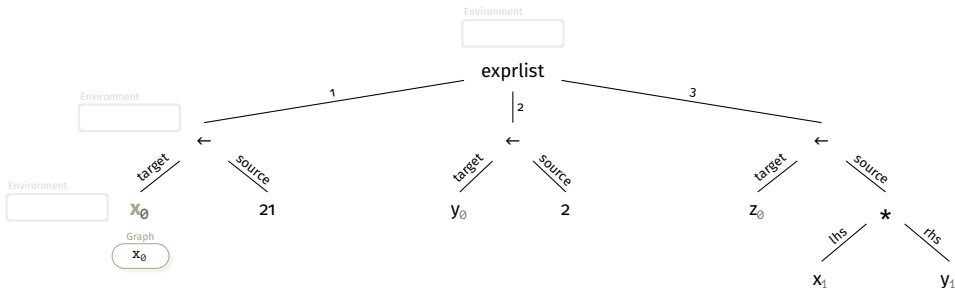 Environment
exprlist
Environment
1
2
3
←
←
←
target
source
target
source
target
source
Environment
x₀
21
y₀
2
z₀
*
Graph
x₀
lhs
rhs
x₁
y₁